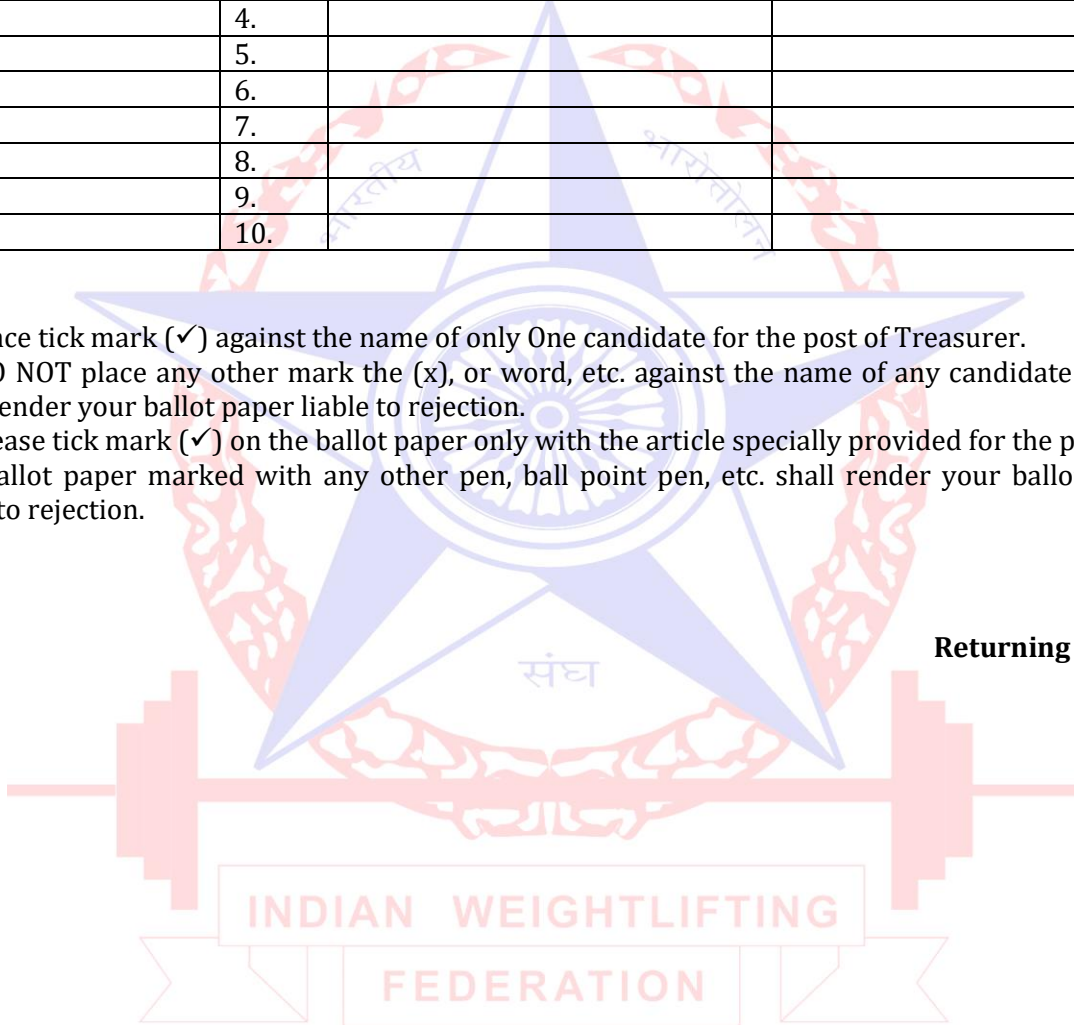 4.
5.
6.
7.
8.
9.
10.
ace tick mark (✓) against the name of only One candidate for the post of Treasurer.
NOT place any other mark the (x), or word, etc. against the name of any candidate
ender your ballot paper liable to rejection.
ease tick mark (✓) on the ballot paper only with the article specially provided for the p
allot paper marked with any other pen, ball point pen, etc. shall render your ballo
to rejection.
Returning
भारतीय
भारोत्तोलन
संघ
INDIAN WEIGHTLIFTING
FEDERATION